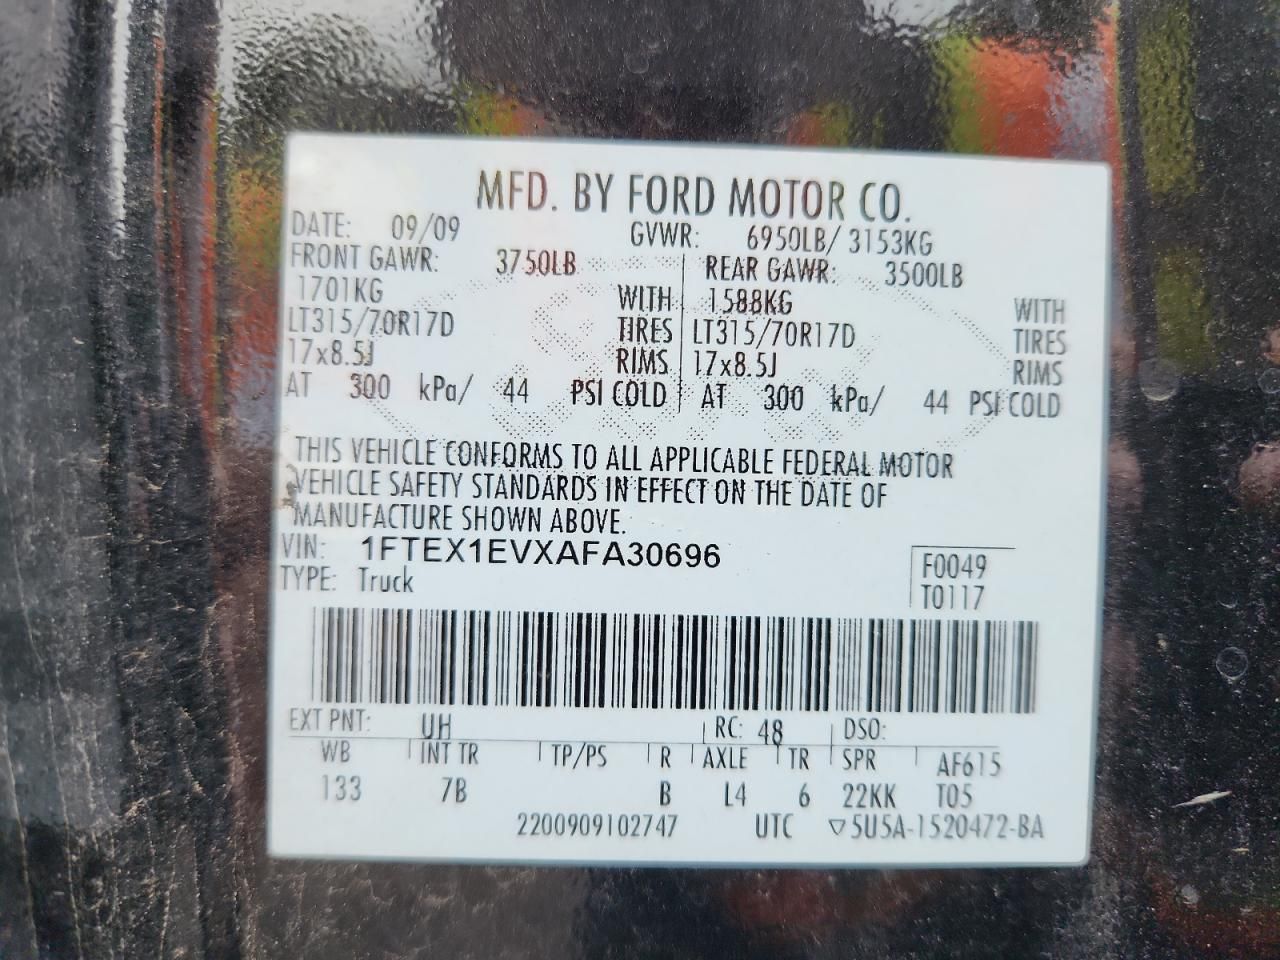 MFD. BY FORD MOTOR CO.
DATE: 09/09 GVWR: 6950LB/ 3153KG
FRONT GAWR: 3750LB REAR GAWR: 3500LB
1701KG WITH 1588KG WITH
LT315/70R17D TIRES LT315/70R17D TIRES
17x8.5J RIMS 17x8.5J RIMS
AT 300 kPa/ 44 PSI COLD AT 300 kPa/ 44 PSI COLD
THIS VEHICLE CONFORMS TO ALL APPLICABLE FEDERAL MOTOR
VEHICLE SAFETY STANDARDS IN EFFECT ON THE DATE OF
MANUFACTURE SHOWN ABOVE.
VIN: 1FTEX1EVXAFA30696 F0049
TYPE: Truck T0117
EXT PNT: UH RC: 48 DSO:
WB INT TR TP/PS R AXLE TR SPR AF615
133 7B B L4 6 22KK T05
2200909102747 UTC ▽5U5A-1520472-BA